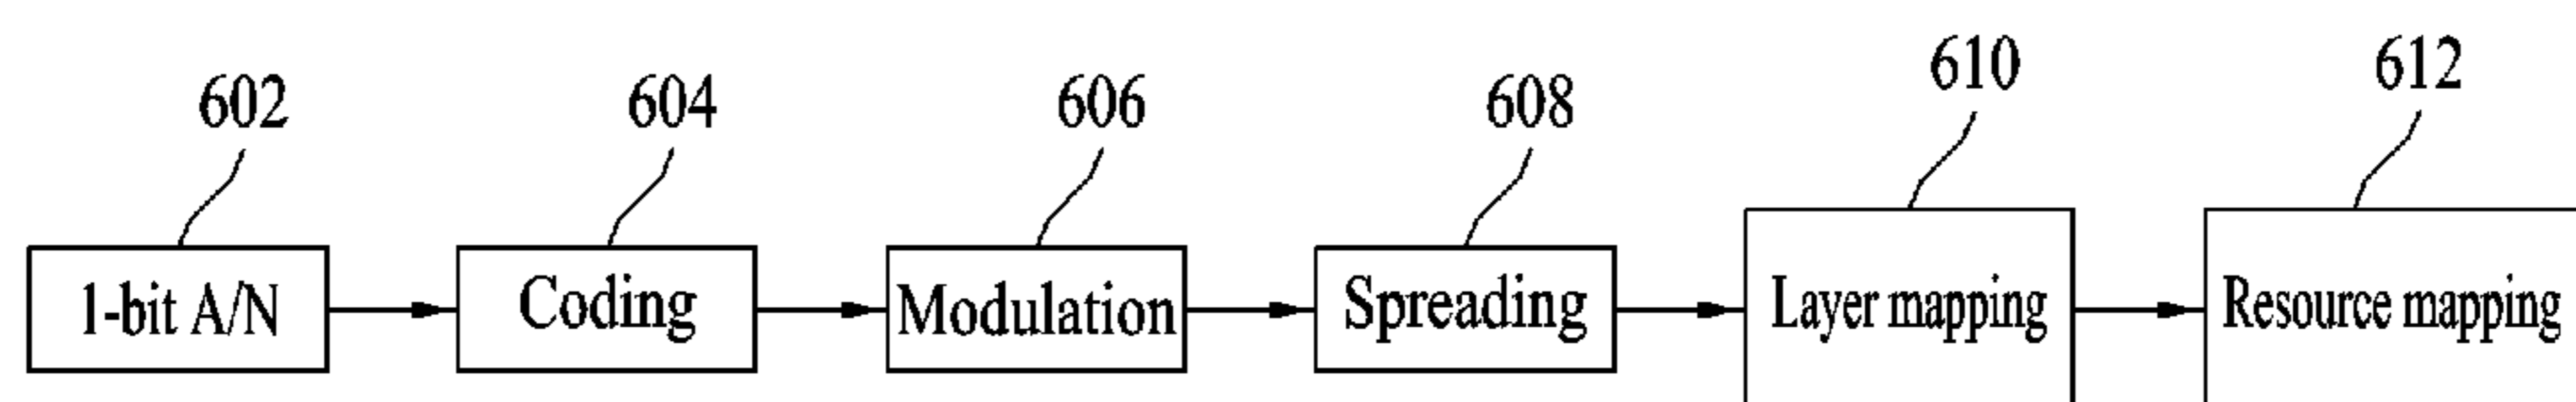 602
604
606
608
610
612
1-bit A/N
Coding
Modulation
Spreading
Layer mapping
Resource mapping